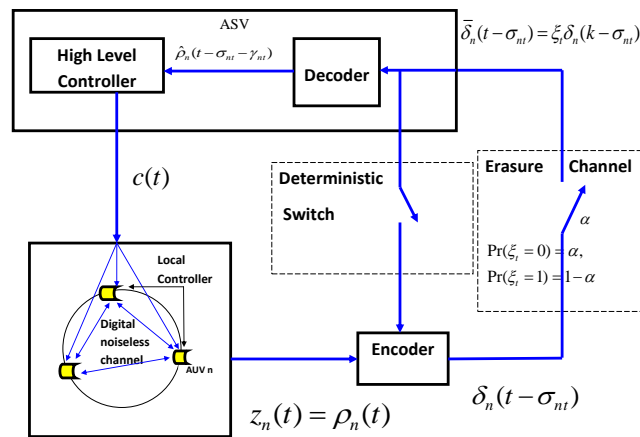 ASV
High Level
Controller
ρ̂ₙ(t−σₙₜ−γₙₜ)
Decoder
δ̄ₙ(t−σₙₜ)=ξₜδₙ(k−σₙₜ)
c(t)
Deterministic
Switch
Erasure Channel
α
Pr(ξₜ=0)=α,
Pr(ξₜ=1)=1−α
Local
Controller
Digital
noiseless
channel
AUV n
Encoder
zₙ(t)=ρₙ(t)
δₙ(t−σₙₜ)